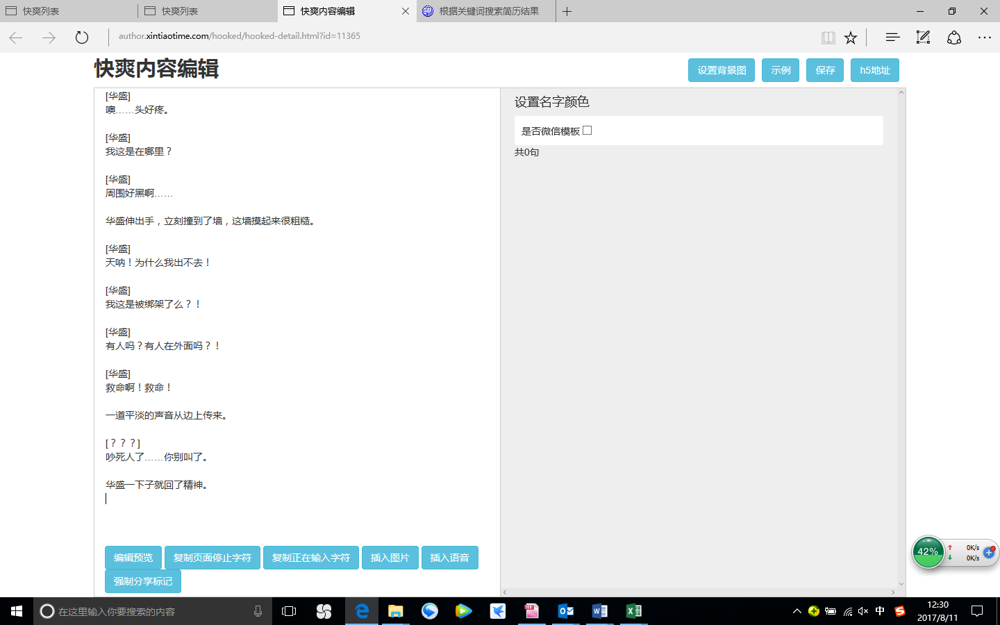 快爽列表
快爽列表
快爽内容编辑
根据关键词搜索简历结果
author.xintiaotime.com/hooked/hooked-detail.html?id=11365
快爽内容编辑
设置背景图
示例
保存
h5地址
[华盛]
噢……头好疼。
[华盛]
我这是在哪里？
[华盛]
周围好黑啊……
华盛伸出手，立刻撞到了墙，这墙摸起来很粗糙。
[华盛]
天呐！为什么我出不去！
[华盛]
我这是被绑架了么？！
[华盛]
有人吗？有人在外面吗？！
[华盛]
救命啊！救命！
一道平淡的声音从边上传来。
[？？？]
吵死人了……你别叫了。
华盛一下子就回了精神。
编辑预览
复制页面停止字符
复制正在输入字符
插入图片
插入语音
强制分享标记
设置名字颜色
是否微信模板
共0句
42%
0K/s
0K/s
在这里输入你要搜索的内容
中
12:30
2017/8/11